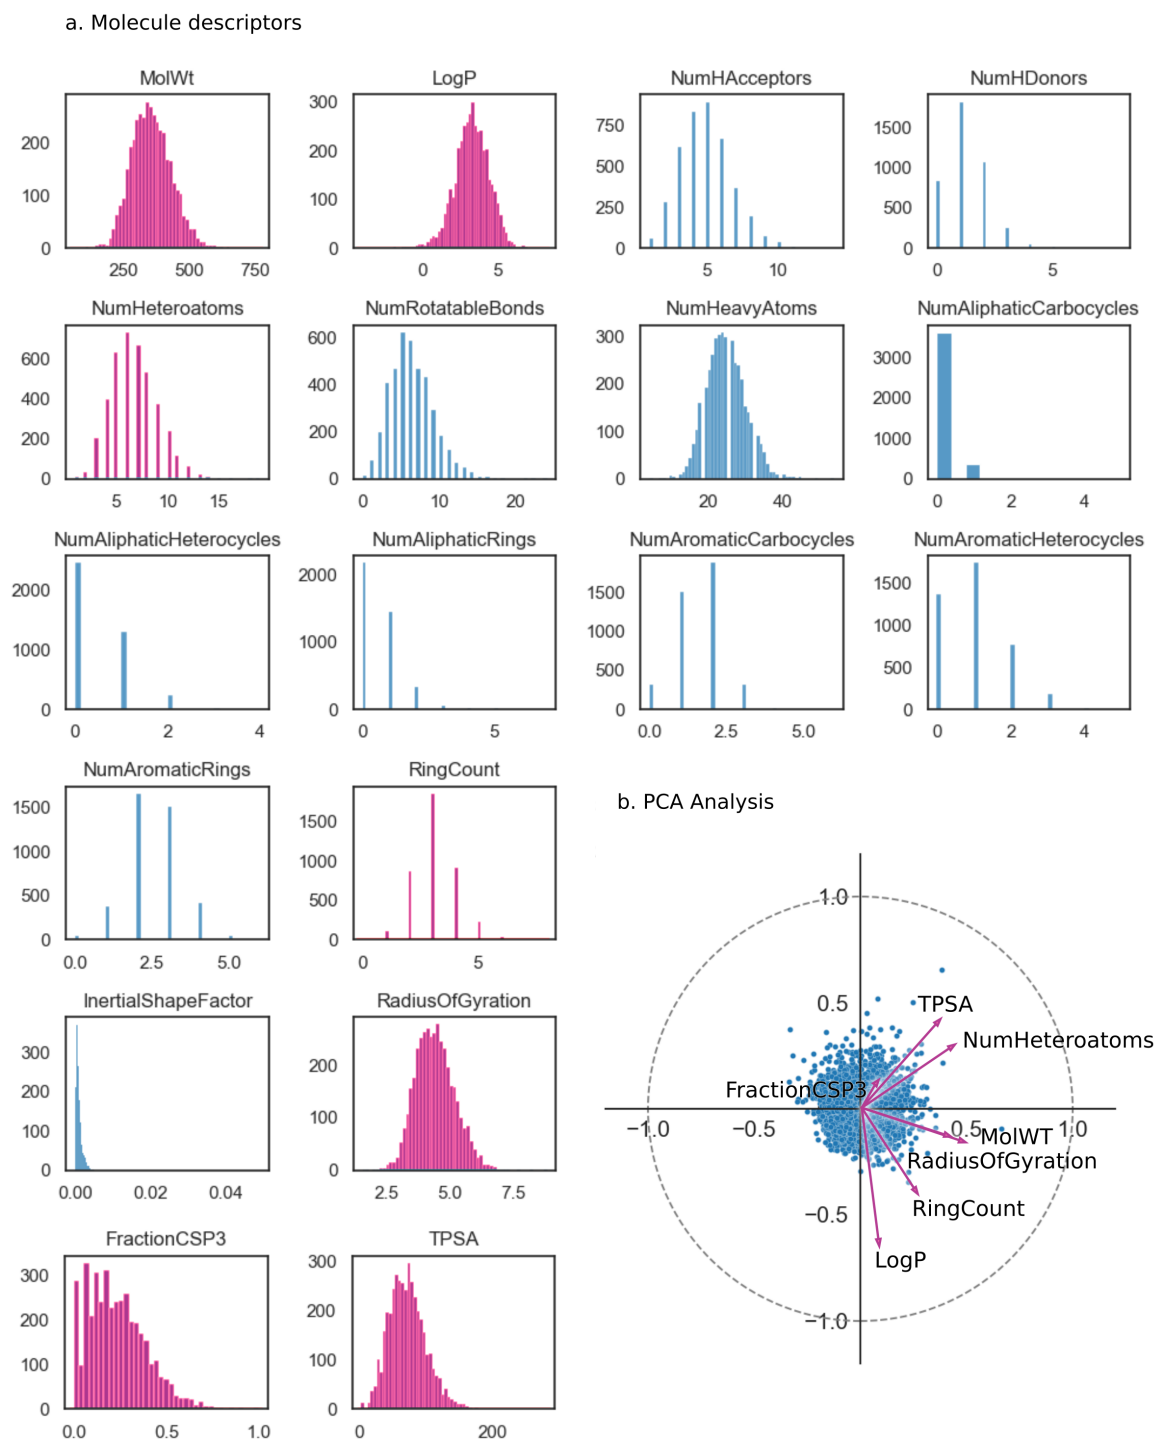 a. Molecule descriptors
MolWt LogP NumHAcceptors NumHDonors
200 100 0 300 200 100 0 750 500 250 0 1500 1000 500 0
250 500 750 0 5 5 10 0 5
NumHeteroatoms NumRotatableBonds NumHeavyAtoms NumAliphaticCarbocycles
600 400 200 0 600 400 200 0 300 200 100 0 3000 2000 1000 0
5 10 15 0 10 20 20 40 0 2 4
NumAliphaticHeterocycles NumAliphaticRings NumAromaticCarbocycles NumAromaticHeterocycles
2000 1000 0 2000 1000 0 1500 1000 500 0 1500 1000 500 0
0 2 4 0 5 0.0 2.5 5.0 0 2 4
NumAromaticRings RingCount
1500 1000 500 0 1500 1000 500 0
0.0 2.5 5.0 0 5
InertialShapeFactor RadiusOfGyration
300 200 100 0 200 100 0
0.00 0.02 0.04 2.5 5.0 7.5
FractionCSP3 TPSA
300 200 100 0 300 200 100 0
0.0 0.5 1.0 0 200
b. PCA Analysis
1.0
0.5
TPSA
NumHeteroatoms
FractionCSP3
−1.0 −0.5 0.5 1.0
MolWT
RadiusOfGyration
−0.5
RingCount
LogP
−1.0